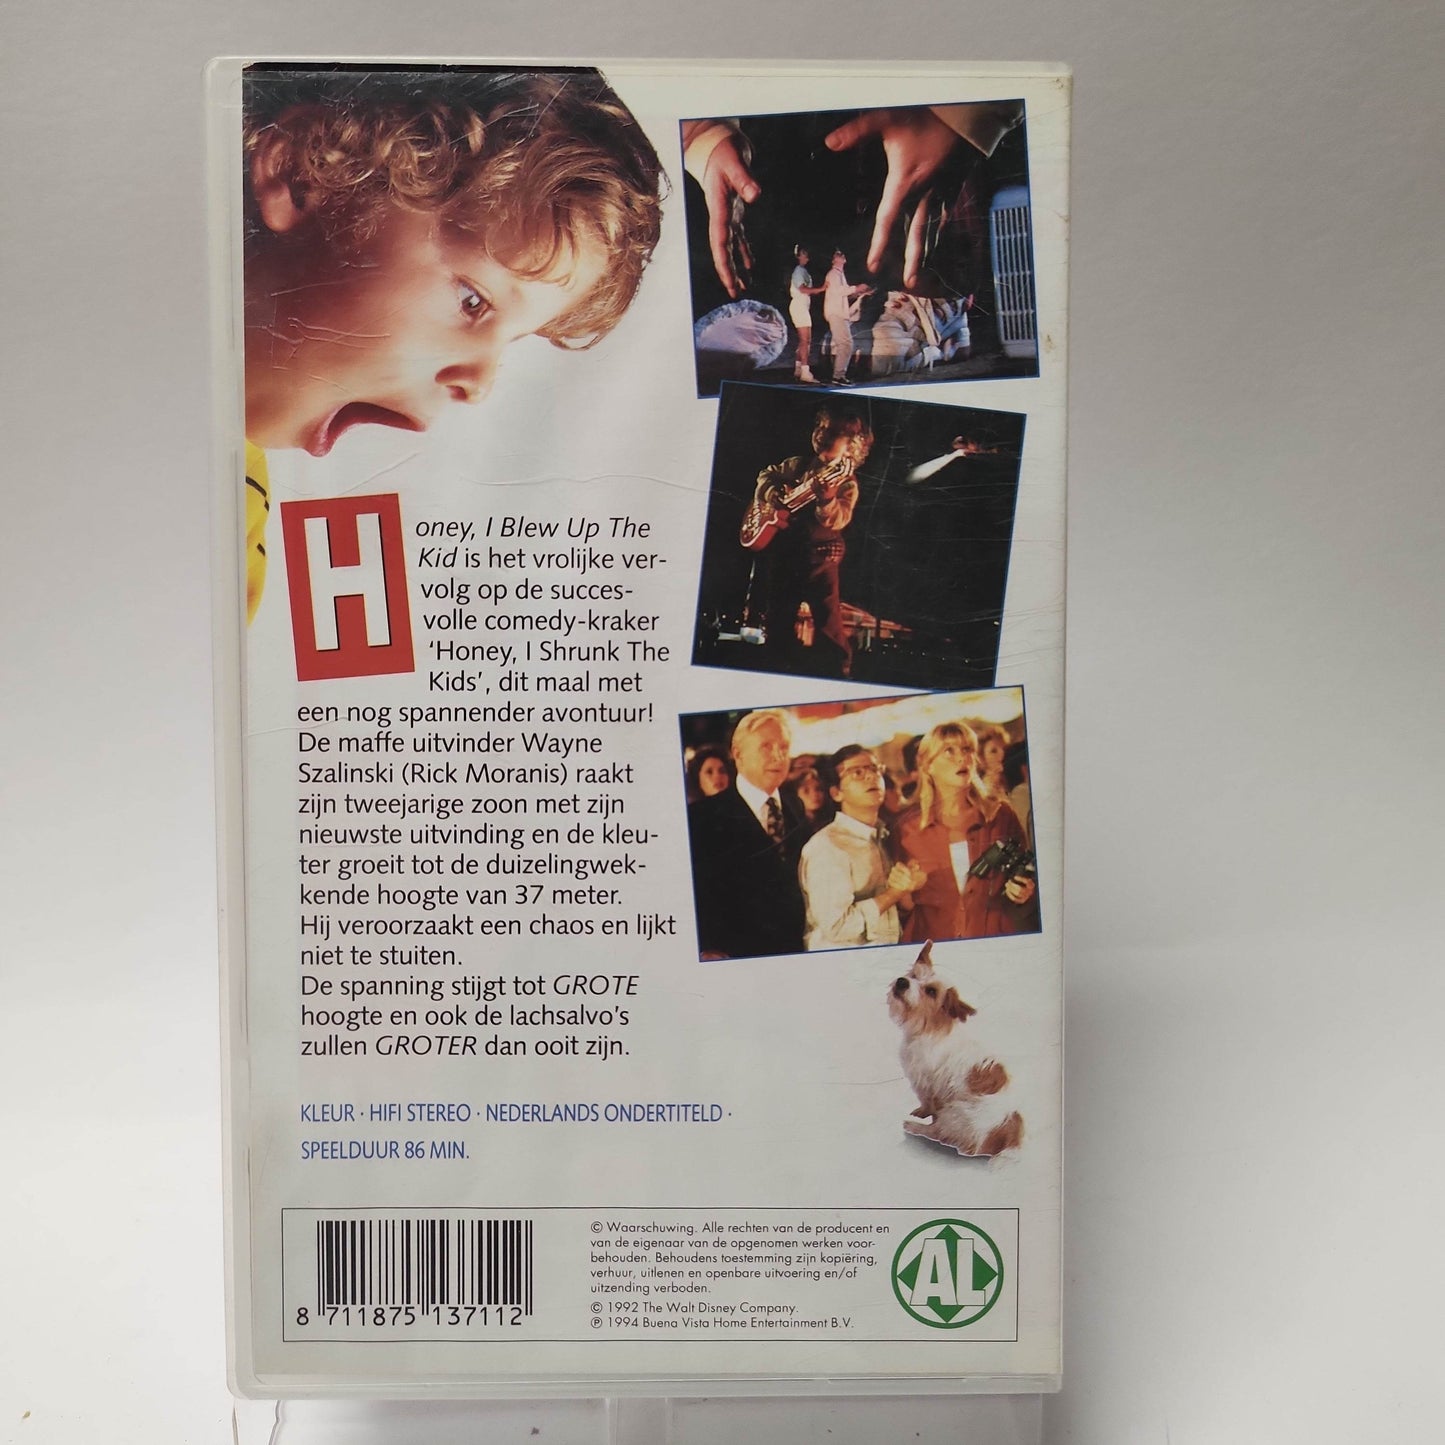 Honey, I Blew Up The
Kid is het vrolijke ver-
volg op de succes-
volle comedy-kraker
‘Honey, I Shrunk The
Kids’, dit maal met
een nog spannender avontuur!
De maffe uitvinder Wayne
Szalinski (Rick Moranis) raakt
zijn tweejarige zoon met zijn
nieuwste uitvinding en de kleu-
ter groeit tot de duizelingwek-
kende hoogte van 37 meter.
Hij veroorzaakt een chaos en lijkt
niet te stuiten.
De spanning stijgt tot GROTE
hoogte en ook de lachsalvo's
zullen GROTER dan ooit zijn.
KLEUR · HIFI STEREO · NEDERLANDS ONDERTITELD ·
SPEELDUUR 86 MIN.
8 711875 137112
© Waarschuwing. Alle rechten van de producent en
van de eigenaar van de opgenomen werken voor-
behouden. Behoudens toestemming zijn kopiëring,
verhuur, uitlenen en openbare uitvoering en/of
uitzending verboden.
© 1992 The Walt Disney Company.
℗ 1994 Buena Vista Home Entertainment B.V.
AL